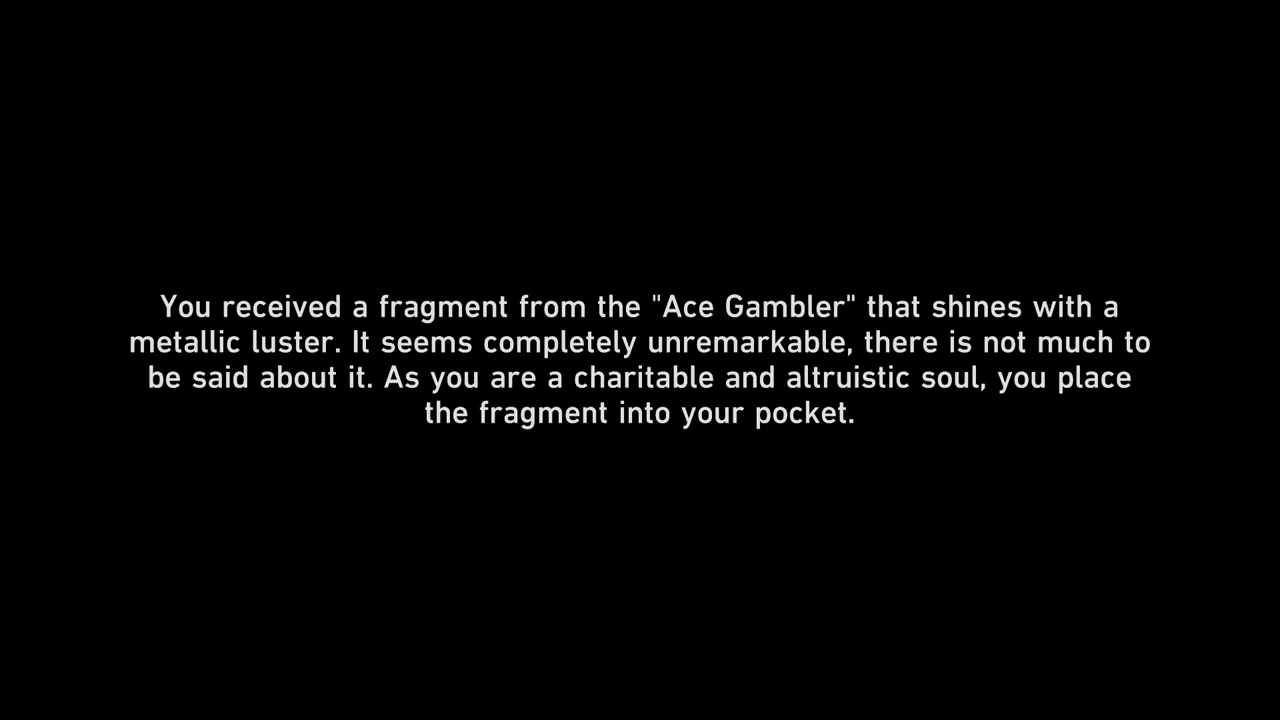 You received a fragment from the "Ace Gambler" that shines with a
metallic luster. It seems completely unremarkable, there is not much to
be said about it. As you are a charitable and altruistic soul, you place
the fragment into your pocket.